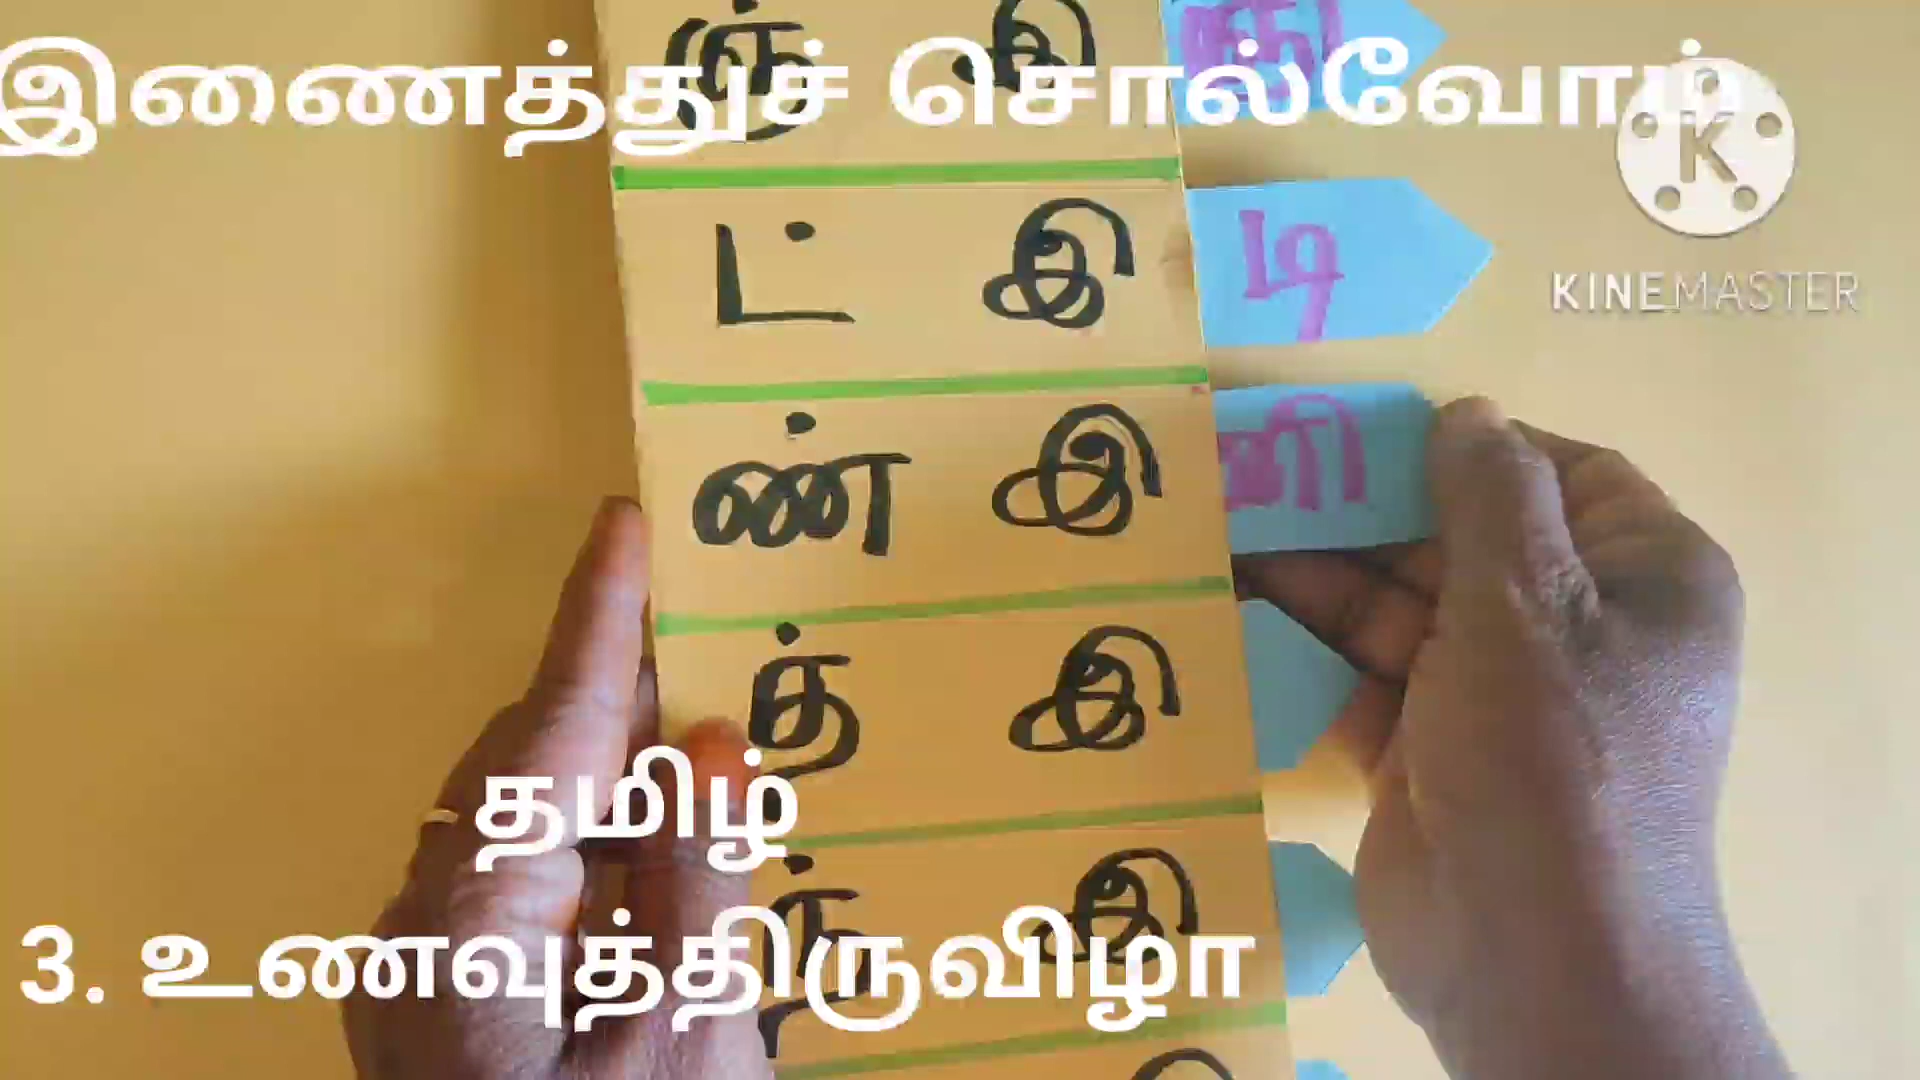 இணைத்துச் சொல்வோம்
ஞ் இ ஞி
KINEMASTER
ட் இ டி
ண் இ ணி
த் இ
தமிழ்
ந் இ
3. உணவுத்திருவிழா